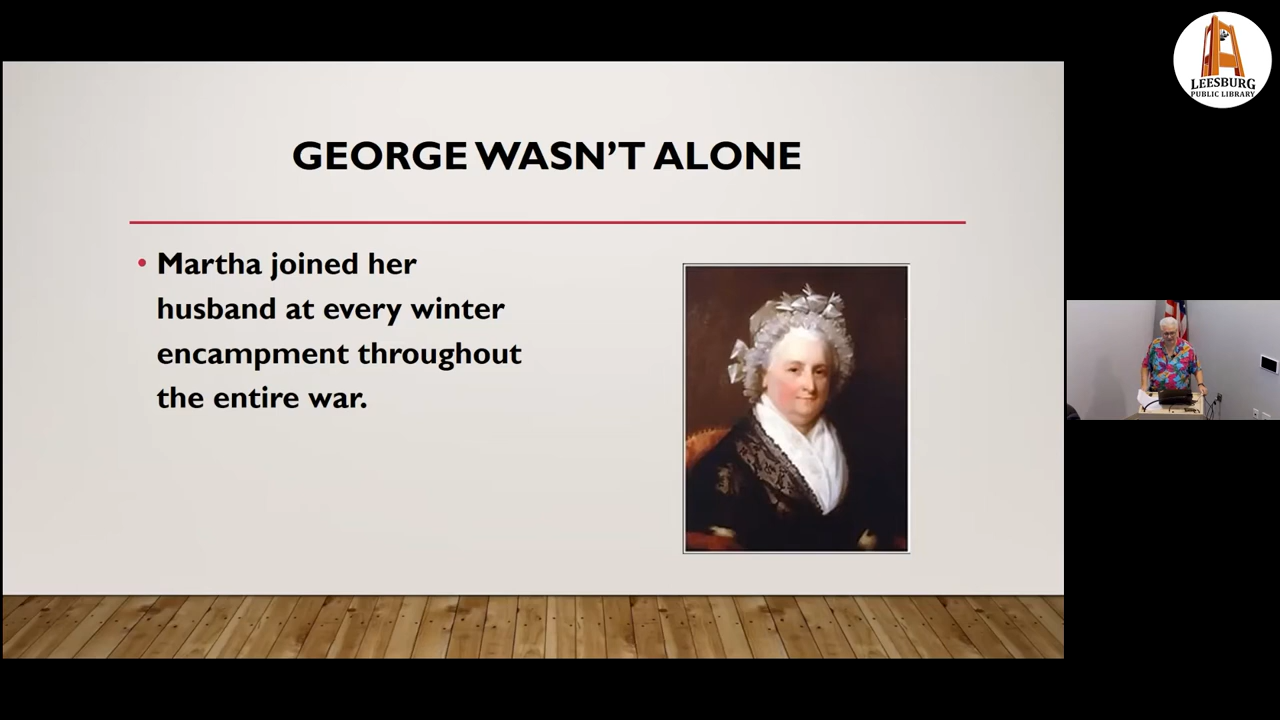 LEESBURG
PUBLIC LIBRARY
GEORGE WASN'T ALONE
• Martha joined her
husband at every winter
encampment throughout
the entire war.